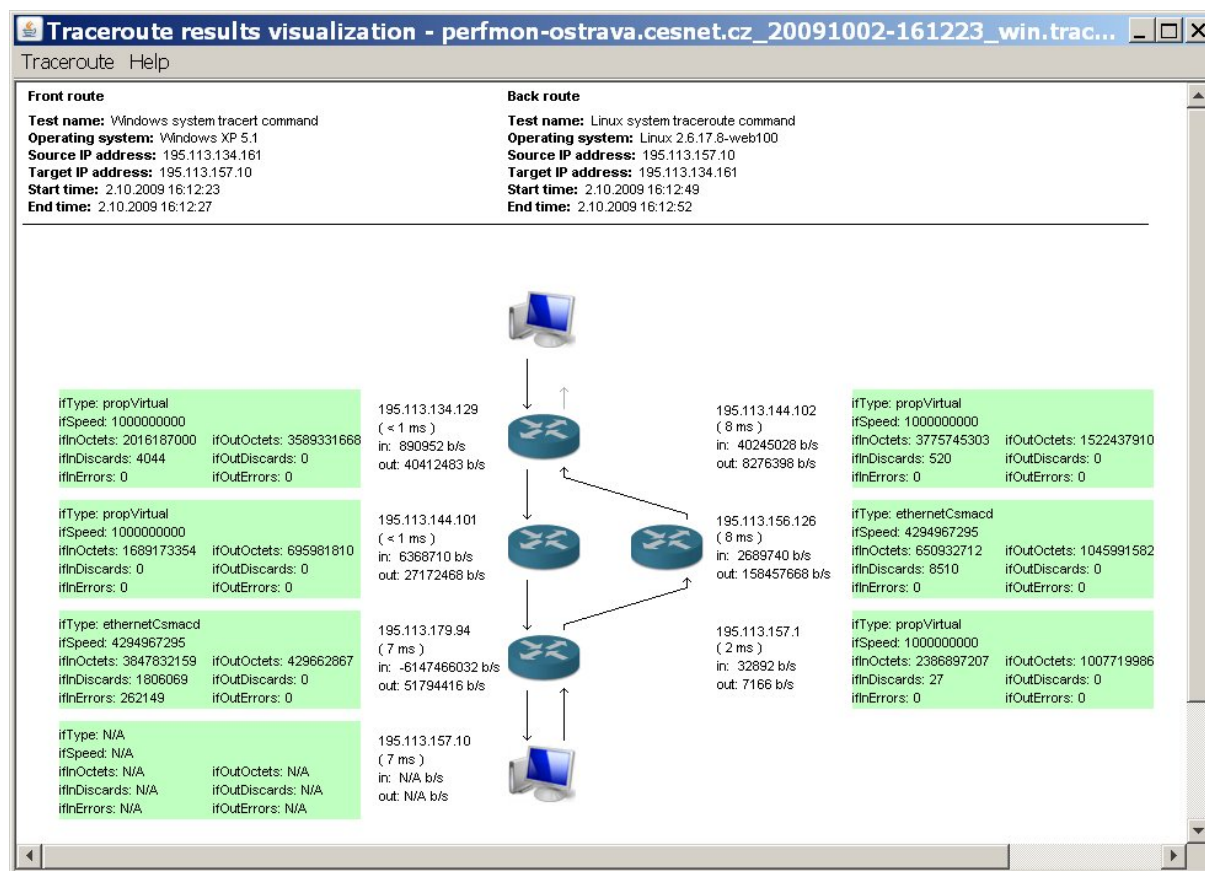 Traceroute results visualization - perfmon-ostrava.cesnet.cz_20091002-161223_win.trac...
Traceroute Help
Front route
Test name: Windows system tracert command
Operating system: Windows XP 5.1
Source IP address: 195.113.134.161
Target IP address: 195.113.157.10
Start time: 2.10.2009 16:12:23
End time: 2.10.2009 16:12:27
Back route
Test name: Linux system traceroute command
Operating system: Linux 2.6.17.8-web100
Source IP address: 195.113.157.10
Target IP address: 195.113.134.161
Start time: 2.10.2009 16:12:49
End time: 2.10.2009 16:12:52
ifType: propVirtual
ifSpeed: 1000000000
ifInOctets: 2016187000 ifOutOctets: 3589331668
ifInDiscards: 4044 ifOutDiscards: 0
ifInErrors: 0 ifOutErrors: 0
195.113.134.129
( < 1 ms )
in: 890952 b/s
out: 40412483 b/s
195.113.144.102
( 8 ms )
in: 40245028 b/s
out: 8276398 b/s
ifType: propVirtual
ifSpeed: 1000000000
ifInOctets: 3775745303 ifOutOctets: 1522437910
ifInDiscards: 520 ifOutDiscards: 0
ifInErrors: 0 ifOutErrors: 0
ifType: propVirtual
ifSpeed: 1000000000
ifInOctets: 1689173354 ifOutOctets: 695981810
ifInDiscards: 0 ifOutDiscards: 0
ifInErrors: 0 ifOutErrors: 0
195.113.144.101
( < 1 ms )
in: 6368710 b/s
out: 27172468 b/s
195.113.156.126
( 8 ms )
in: 2689740 b/s
out: 158457668 b/s
ifType: ethernetCsmacd
ifSpeed: 4294967295
ifInOctets: 650932712 ifOutOctets: 1045991582
ifInDiscards: 8510 ifOutDiscards: 0
ifInErrors: 0 ifOutErrors: 0
ifType: ethernetCsmacd
ifSpeed: 4294967295
ifInOctets: 3847832159 ifOutOctets: 429662867
ifInDiscards: 1806069 ifOutDiscards: 0
ifInErrors: 262149 ifOutErrors: 0
195.113.179.94
( 7 ms )
in: -6147466032 b/s
out: 51794416 b/s
195.113.157.1
( 2 ms )
in: 32892 b/s
out: 7166 b/s
ifType: propVirtual
ifSpeed: 1000000000
ifInOctets: 2386897207 ifOutOctets: 1007719986
ifInDiscards: 27 ifOutDiscards: 0
ifInErrors: 0 ifOutErrors: 0
ifType: N/A
ifSpeed: N/A
ifInOctets: N/A ifOutOctets: N/A
ifInDiscards: N/A ifOutDiscards: N/A
ifInErrors: N/A ifOutErrors: N/A
195.113.157.10
( 7 ms )
in: N/A b/s
out: N/A b/s